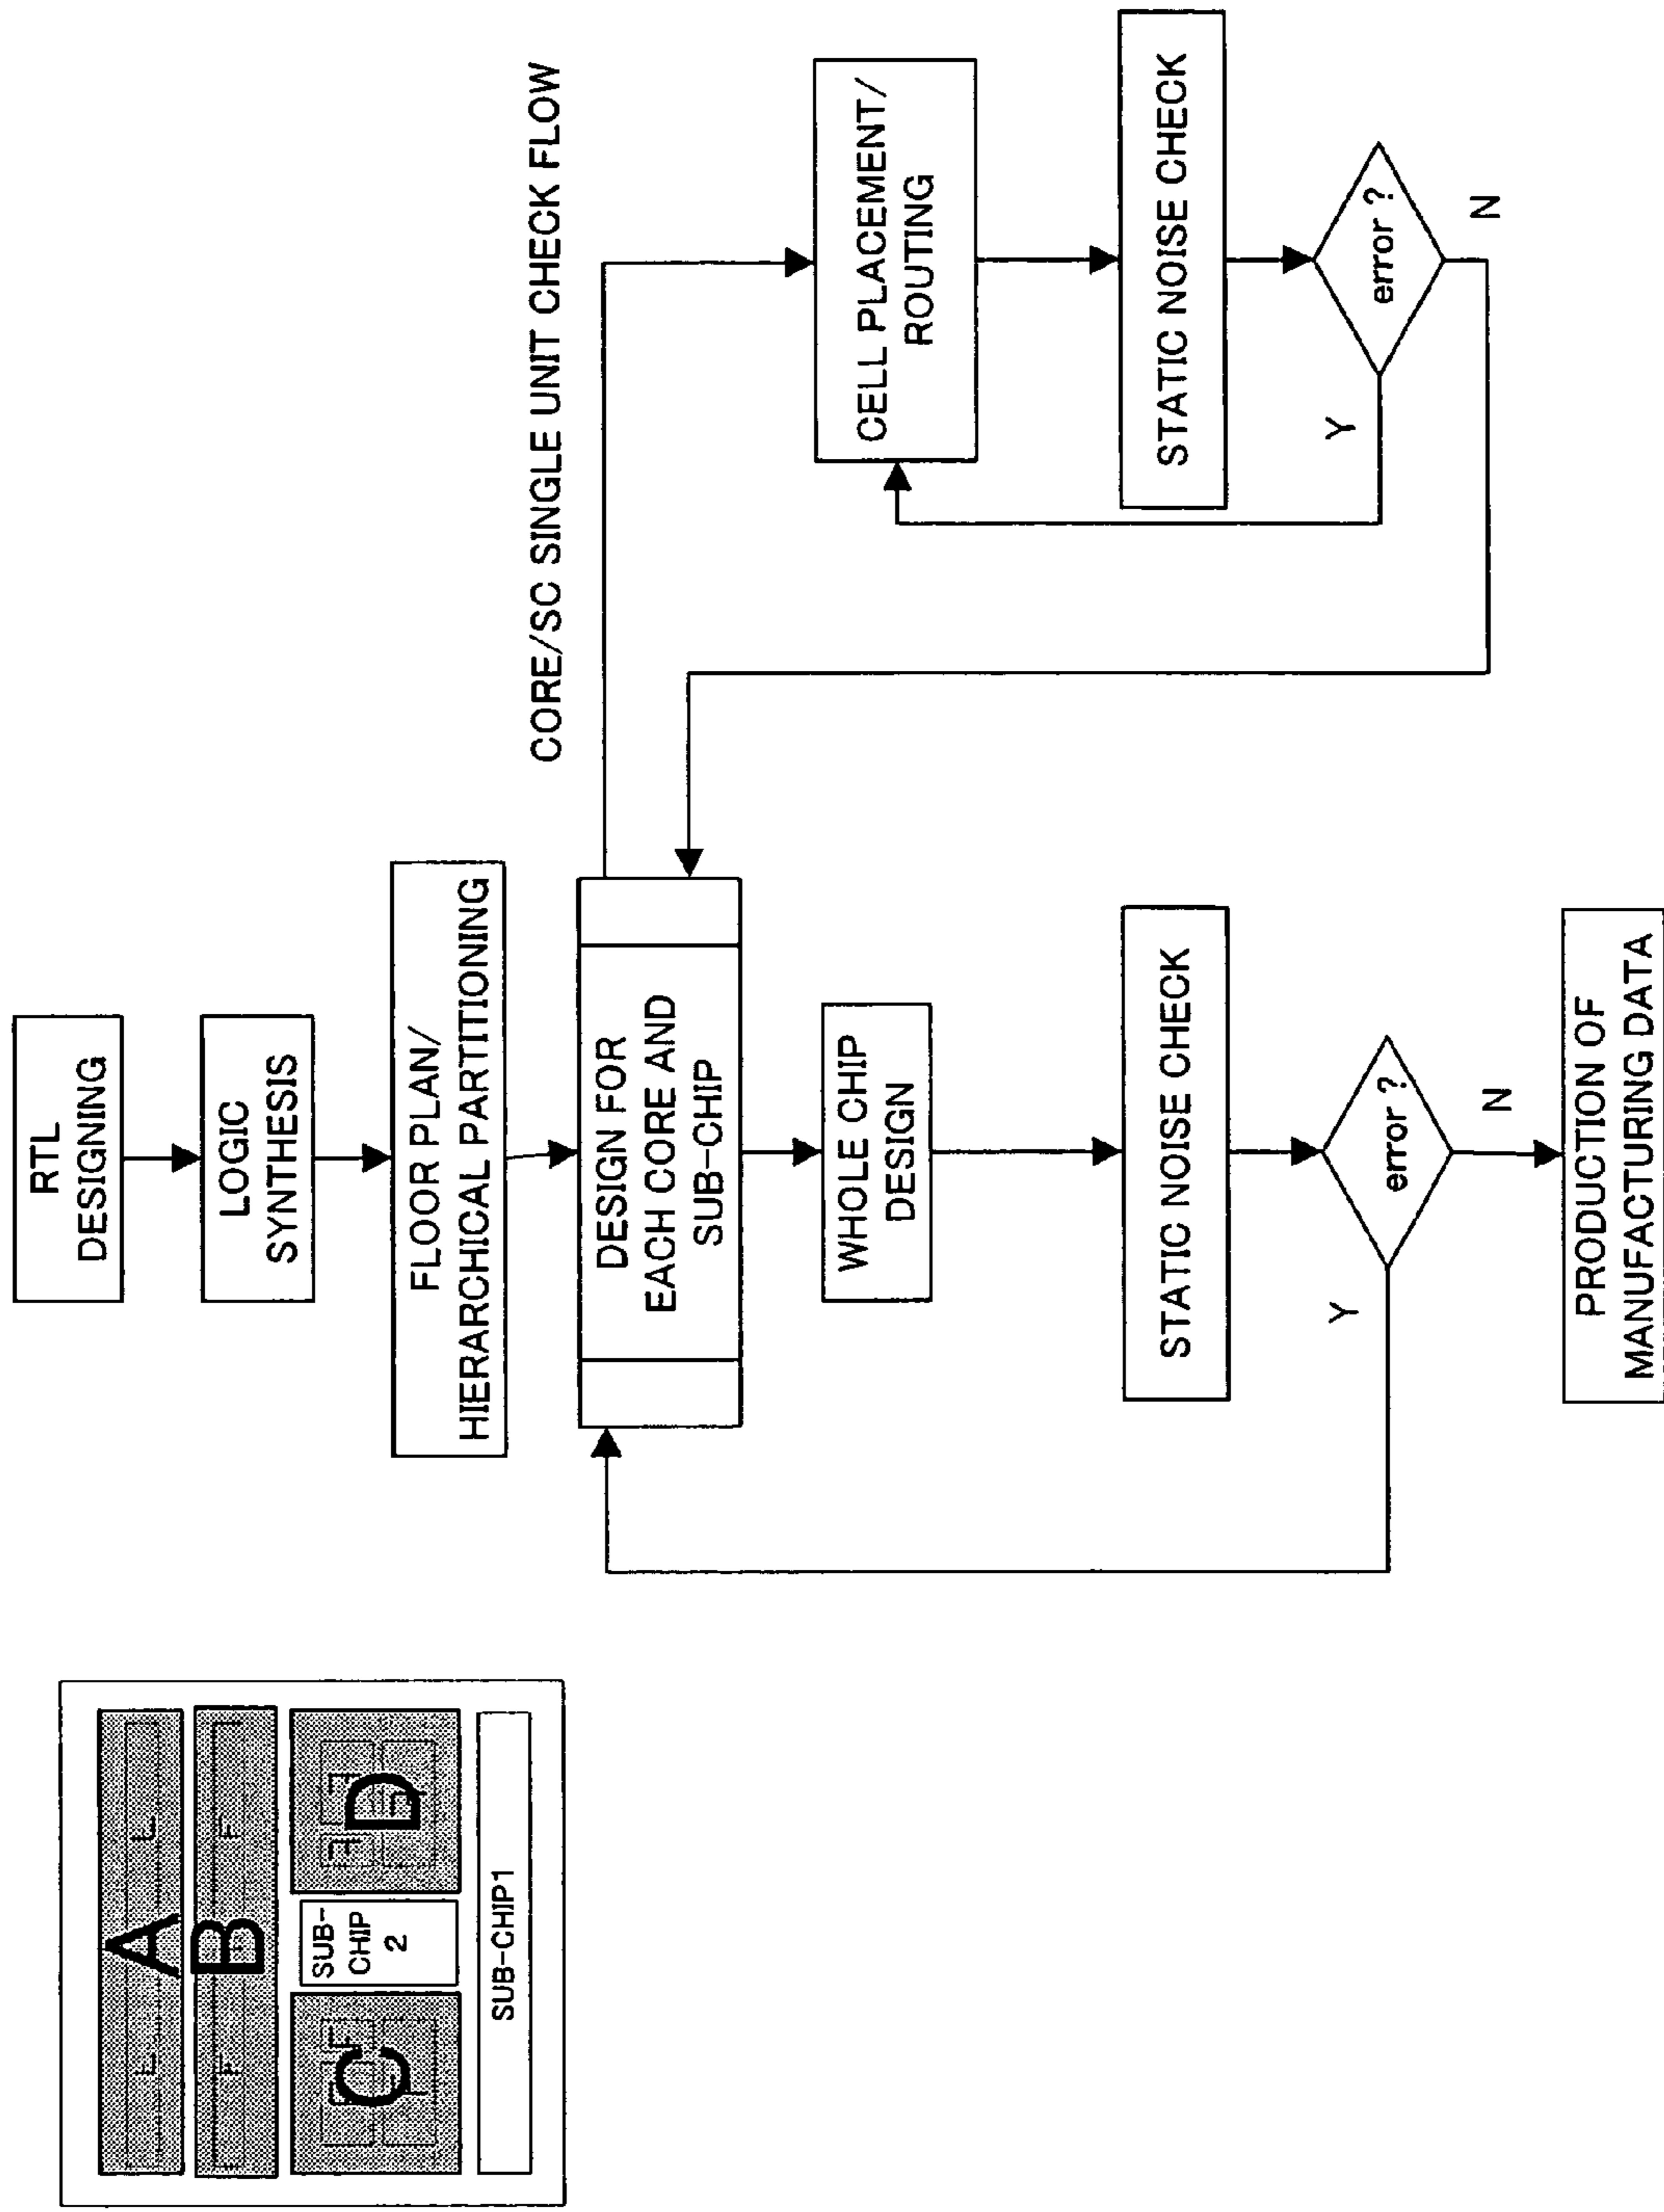 A
B
C
SUB-
CHIP
2
D
SUB-CHIP1
RTL
DESIGNING
LOGIC
SYNTHESIS
FLOOR PLAN/
HIERARCHICAL PARTITIONING
DESIGN FOR
EACH CORE AND
SUB-CHIP
WHOLE CHIP
DESIGN
STATIC NOISE CHECK
error ?
Y
N
PRODUCTION OF
MANUFACTURING DATA
CORE/SC SINGLE UNIT CHECK FLOW
CELL PLACEMENT/
ROUTING
STATIC NOISE CHECK
error ?
Y
N